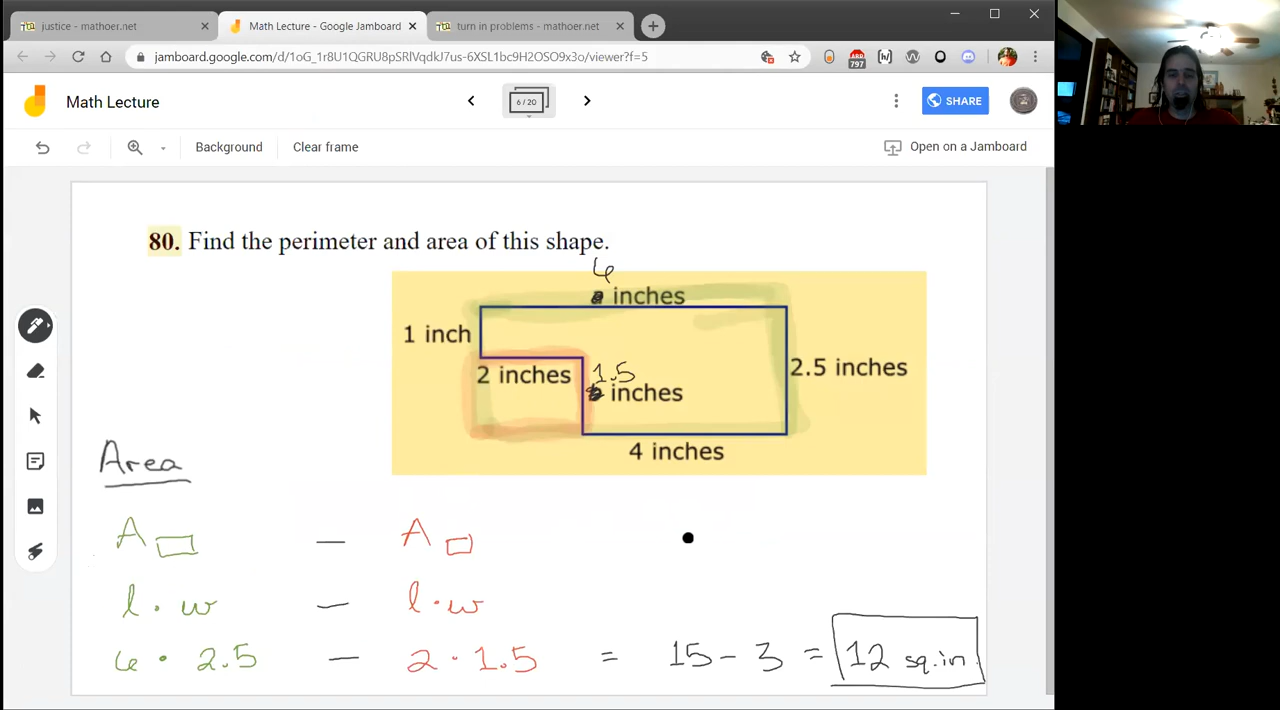 justice - mathoer.net
Math Lecture - Google Jamboard
turn in problems - mathoer.net
jamboard.google.com/d/1oG_1r8U1QGRU8pSRlVqdkJ7us-6XSL1bc9H2OSO9x3o/viewer?f=5
ABP
797
[h]
Math Lecture
6 / 20
SHARE
Background
Clear frame
Open on a Jamboard
80. Find the perimeter and area of this shape.
6
inches
1 inch
2 inches
1.5
inches
2.5 inches
4 inches
Area
A – A
l · w – l · w
6 · 2.5 – 2 · 1.5 = 15 – 3 = 12 sq.in.